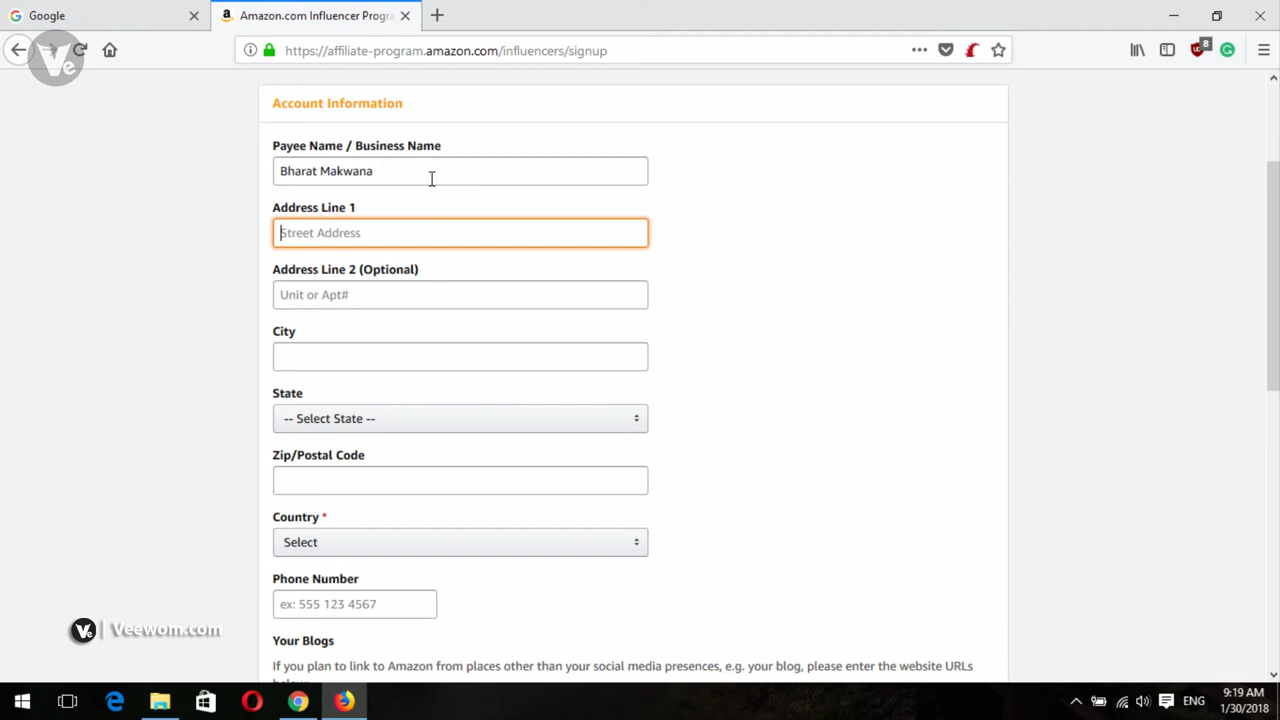 Google
Amazon.com Influencer Progra
https://affiliate-program.amazon.com/influencers/signup
8
Ve
Account Information
Payee Name / Business Name
Bharat Makwana
Address Line 1
Street Address
Address Line 2 (Optional)
Unit or Apt#
City
State
-- Select State --
Zip/Postal Code
Country *
Select
Phone Number
ex: 555 123 4567
Ve Veewom.com
Your Blogs
If you plan to link to Amazon from places other than your social media presences, e.g. your blog, please enter the website URLs
below.
ENG
9:19 AM
1/30/2018